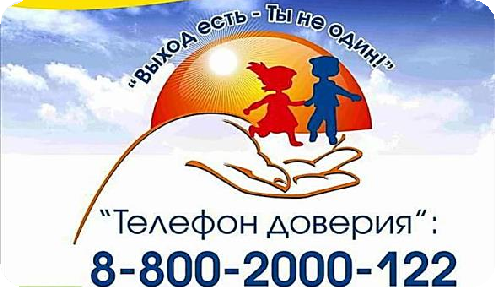 "Выход есть - Ты не один!"
"Телефон доверия":
8-800-2000-122